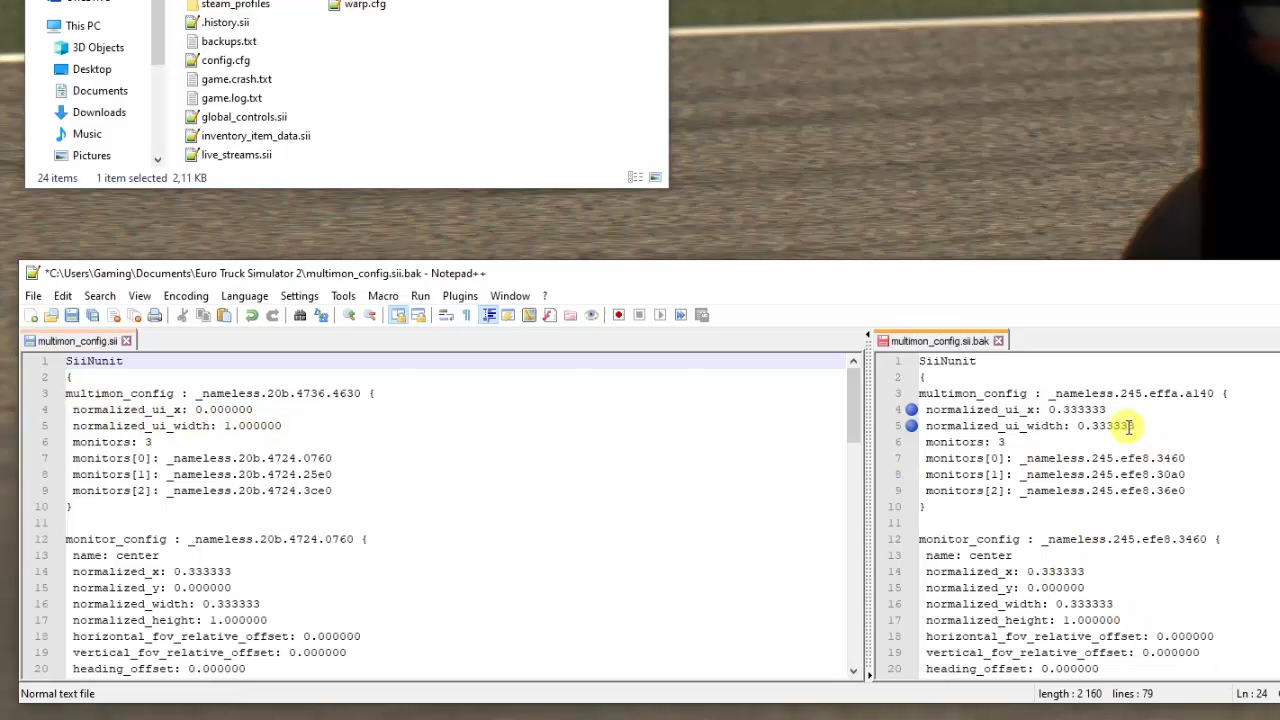 steam_profiles
warp.cfg
This PC
.history.sii
3D Objects
backups.txt
Desktop
config.cfg
Documents
game.crash.txt
Downloads
game.log.txt
Music
global_controls.sii
Pictures
inventory_item_data.sii
live_streams.sii
24 items 1 item selected 2,11 KB
*C:\Users\Gaming\Documents\Euro Truck Simulator 2\multimon_config.sii.bak - Notepad++
File Edit Search View Encoding Language Settings Tools Macro Run Plugins Window ?
multimon_config.sii
1 SiiNunit
2 {
3 multimon_config : _nameless.20b.4736.4630 {
4 normalized_ui_x: 0.000000
5 normalized_ui_width: 1.000000
6 monitors: 3
7 monitors[0]: _nameless.20b.4724.0760
8 monitors[1]: _nameless.20b.4724.25e0
9 monitors[2]: _nameless.20b.4724.3ce0
10 }
11
12 monitor_config : _nameless.20b.4724.0760 {
13 name: center
14 normalized_x: 0.333333
15 normalized_y: 0.000000
16 normalized_width: 0.333333
17 normalized_height: 1.000000
18 horizontal_fov_relative_offset: 0.000000
19 vertical_fov_relative_offset: 0.000000
20 heading_offset: 0.000000
multimon_config.sii.bak
1 SiiNunit
2 {
3 multimon_config : _nameless.245.effa.a140 {
4 normalized_ui_x: 0.333333
5 normalized_ui_width: 0.333333
6 monitors: 3
7 monitors[0]: _nameless.245.efe8.3460
8 monitors[1]: _nameless.245.efe8.30a0
9 monitors[2]: _nameless.245.efe8.36e0
10 }
11
12 monitor_config : _nameless.245.efe8.3460 {
13 name: center
14 normalized_x: 0.333333
15 normalized_y: 0.000000
16 normalized_width: 0.333333
17 normalized_height: 1.000000
18 horizontal_fov_relative_offset: 0.000000
19 vertical_fov_relative_offset: 0.000000
20 heading_offset: 0.000000
Normal text file
length : 2 160 lines : 79
Ln : 24